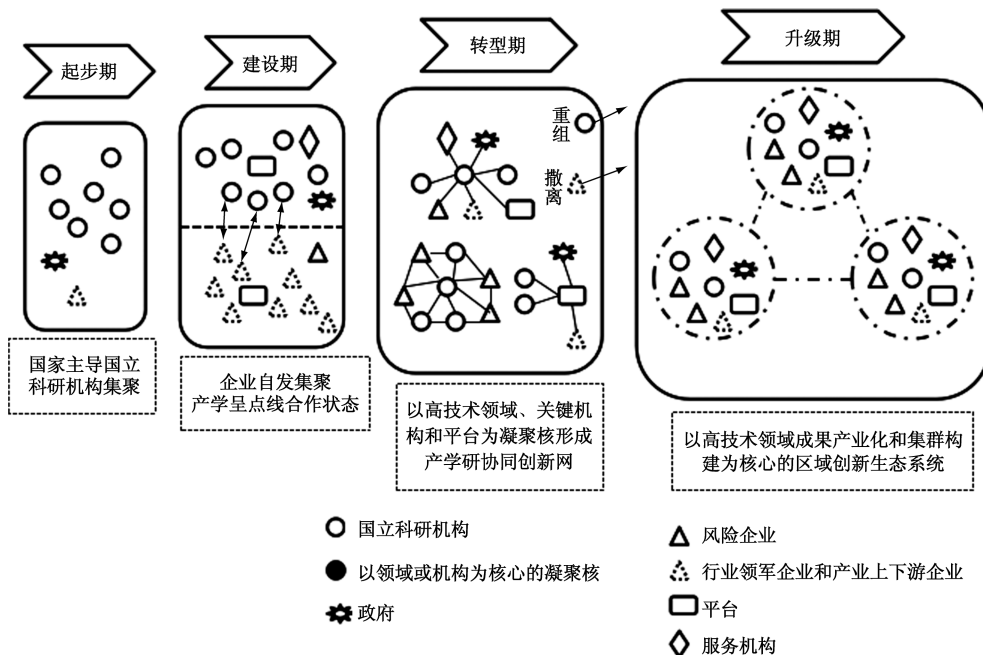 起步期
建设期
转型期
升级期
重组
撒离
国家主导国立
科研机构集聚
企业自发集聚
产学呈点线合作状态
以高技术领域、关键机
构和平台为凝聚核形成
产学研协同创新网
以高技术领域成果产业化和集群构
建为核心的区域创新生态系统
国立科研机构
以领域或机构为核心的凝聚核
政府
风险企业
行业领军企业和产业上下游企业
平台
服务机构